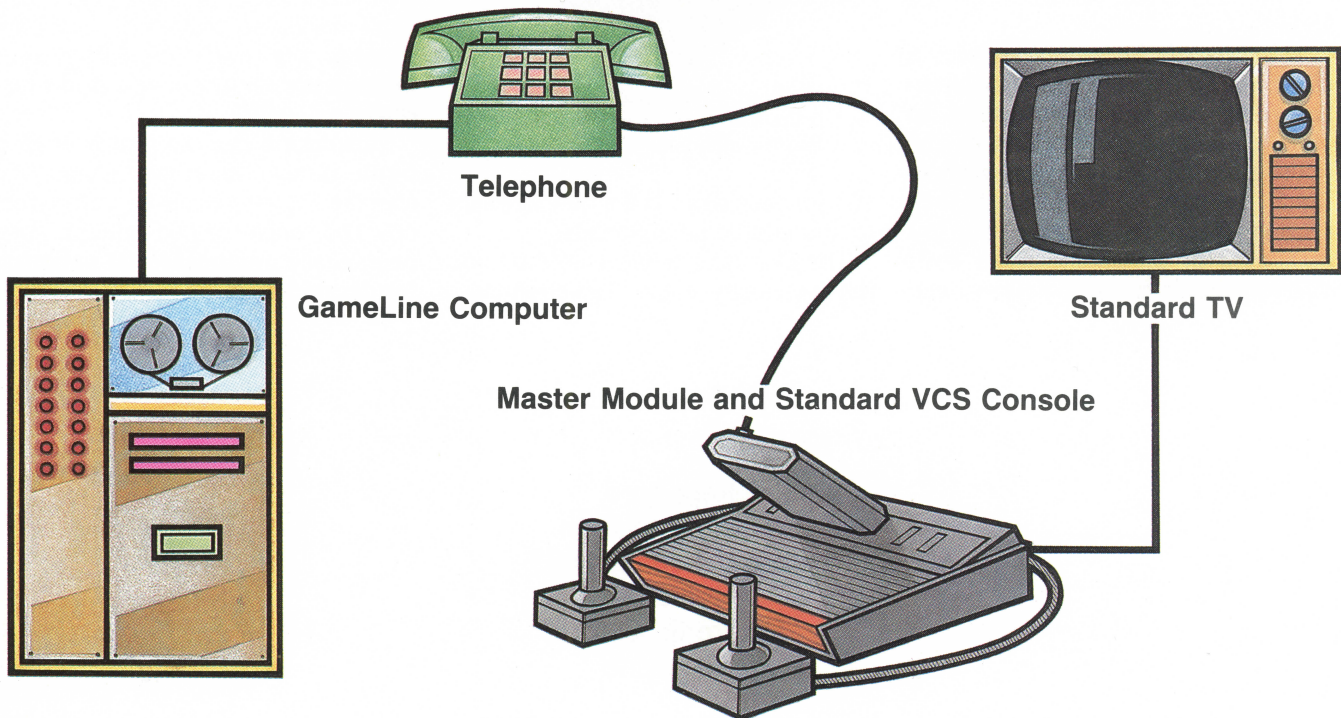 Telephone
GameLine Computer
Standard TV
Master Module and Standard VCS Console